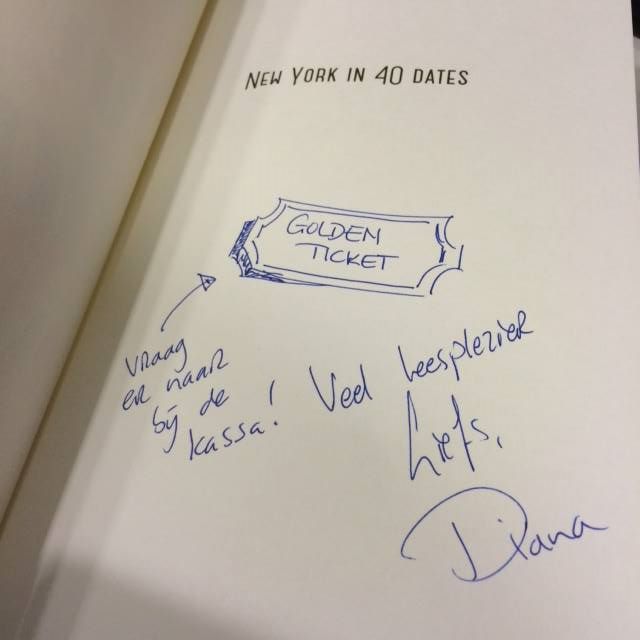 NEW YORK IN 40 DATES
GOLDEN
TICKET
vraag
er naar
bij de
kassa!
Veel leesplezier
Liefs,
Diana